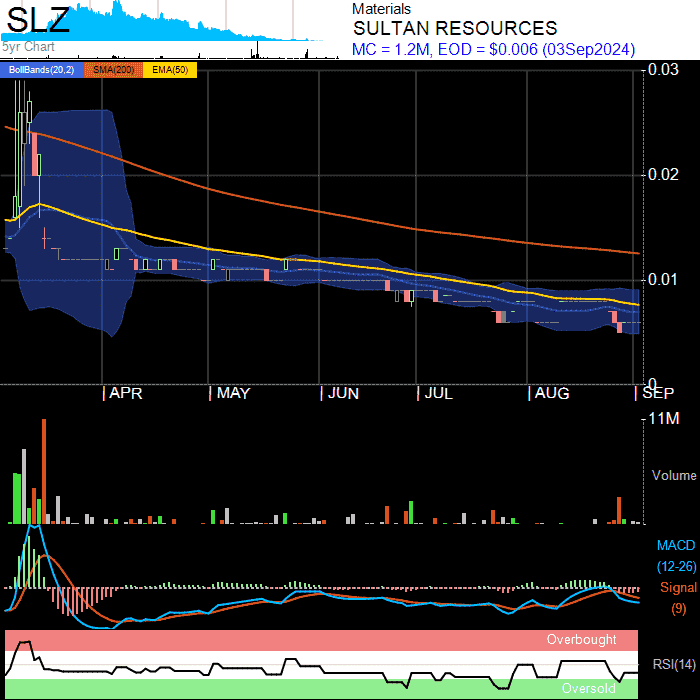 SLZ
5yr Chart
Materials
SULTAN RESOURCES
MC = 1.2M, EOD = $0.006 (03Sep2024)
BollBands(20,2) SMA(200) EMA(50)
0.03
0.02
0.01
0
APR MAY JUN JUL AUG SEP
11M
Volume
MACD
(12-26)
Signal
(9)
Overbought
RSI(14)
Oversold